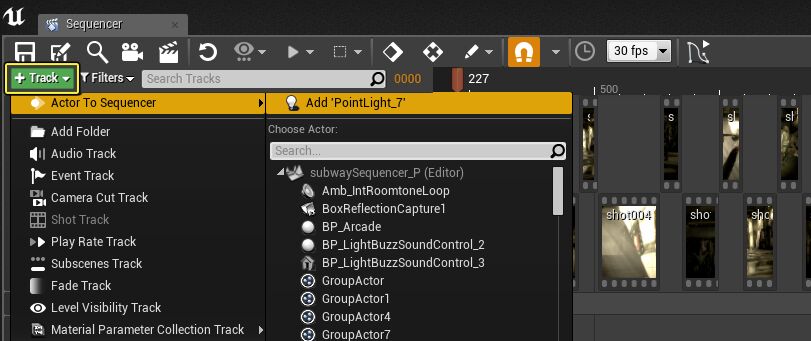 Sequencer
30 fps
+ Track
Filters
Search Tracks
0000
227
500
Actor To Sequencer
Add 'PointLight_7'
Add Folder
Audio Track
Event Track
Camera Cut Track
Shot Track
Play Rate Track
Subscenes Track
Fade Track
Level Visibility Track
Material Parameter Collection Track
Choose Actor:
Search...
subwaySequencer_P (Editor)
Amb_IntRoomtoneLoop
BoxReflectionCapture1
BP_Arcade
BP_LightBuzzSoundControl_2
BP_LightBuzzSoundControl_3
GroupActor
GroupActor1
GroupActor4
GroupActor7
s
sl
sh
shot004
shot
sho